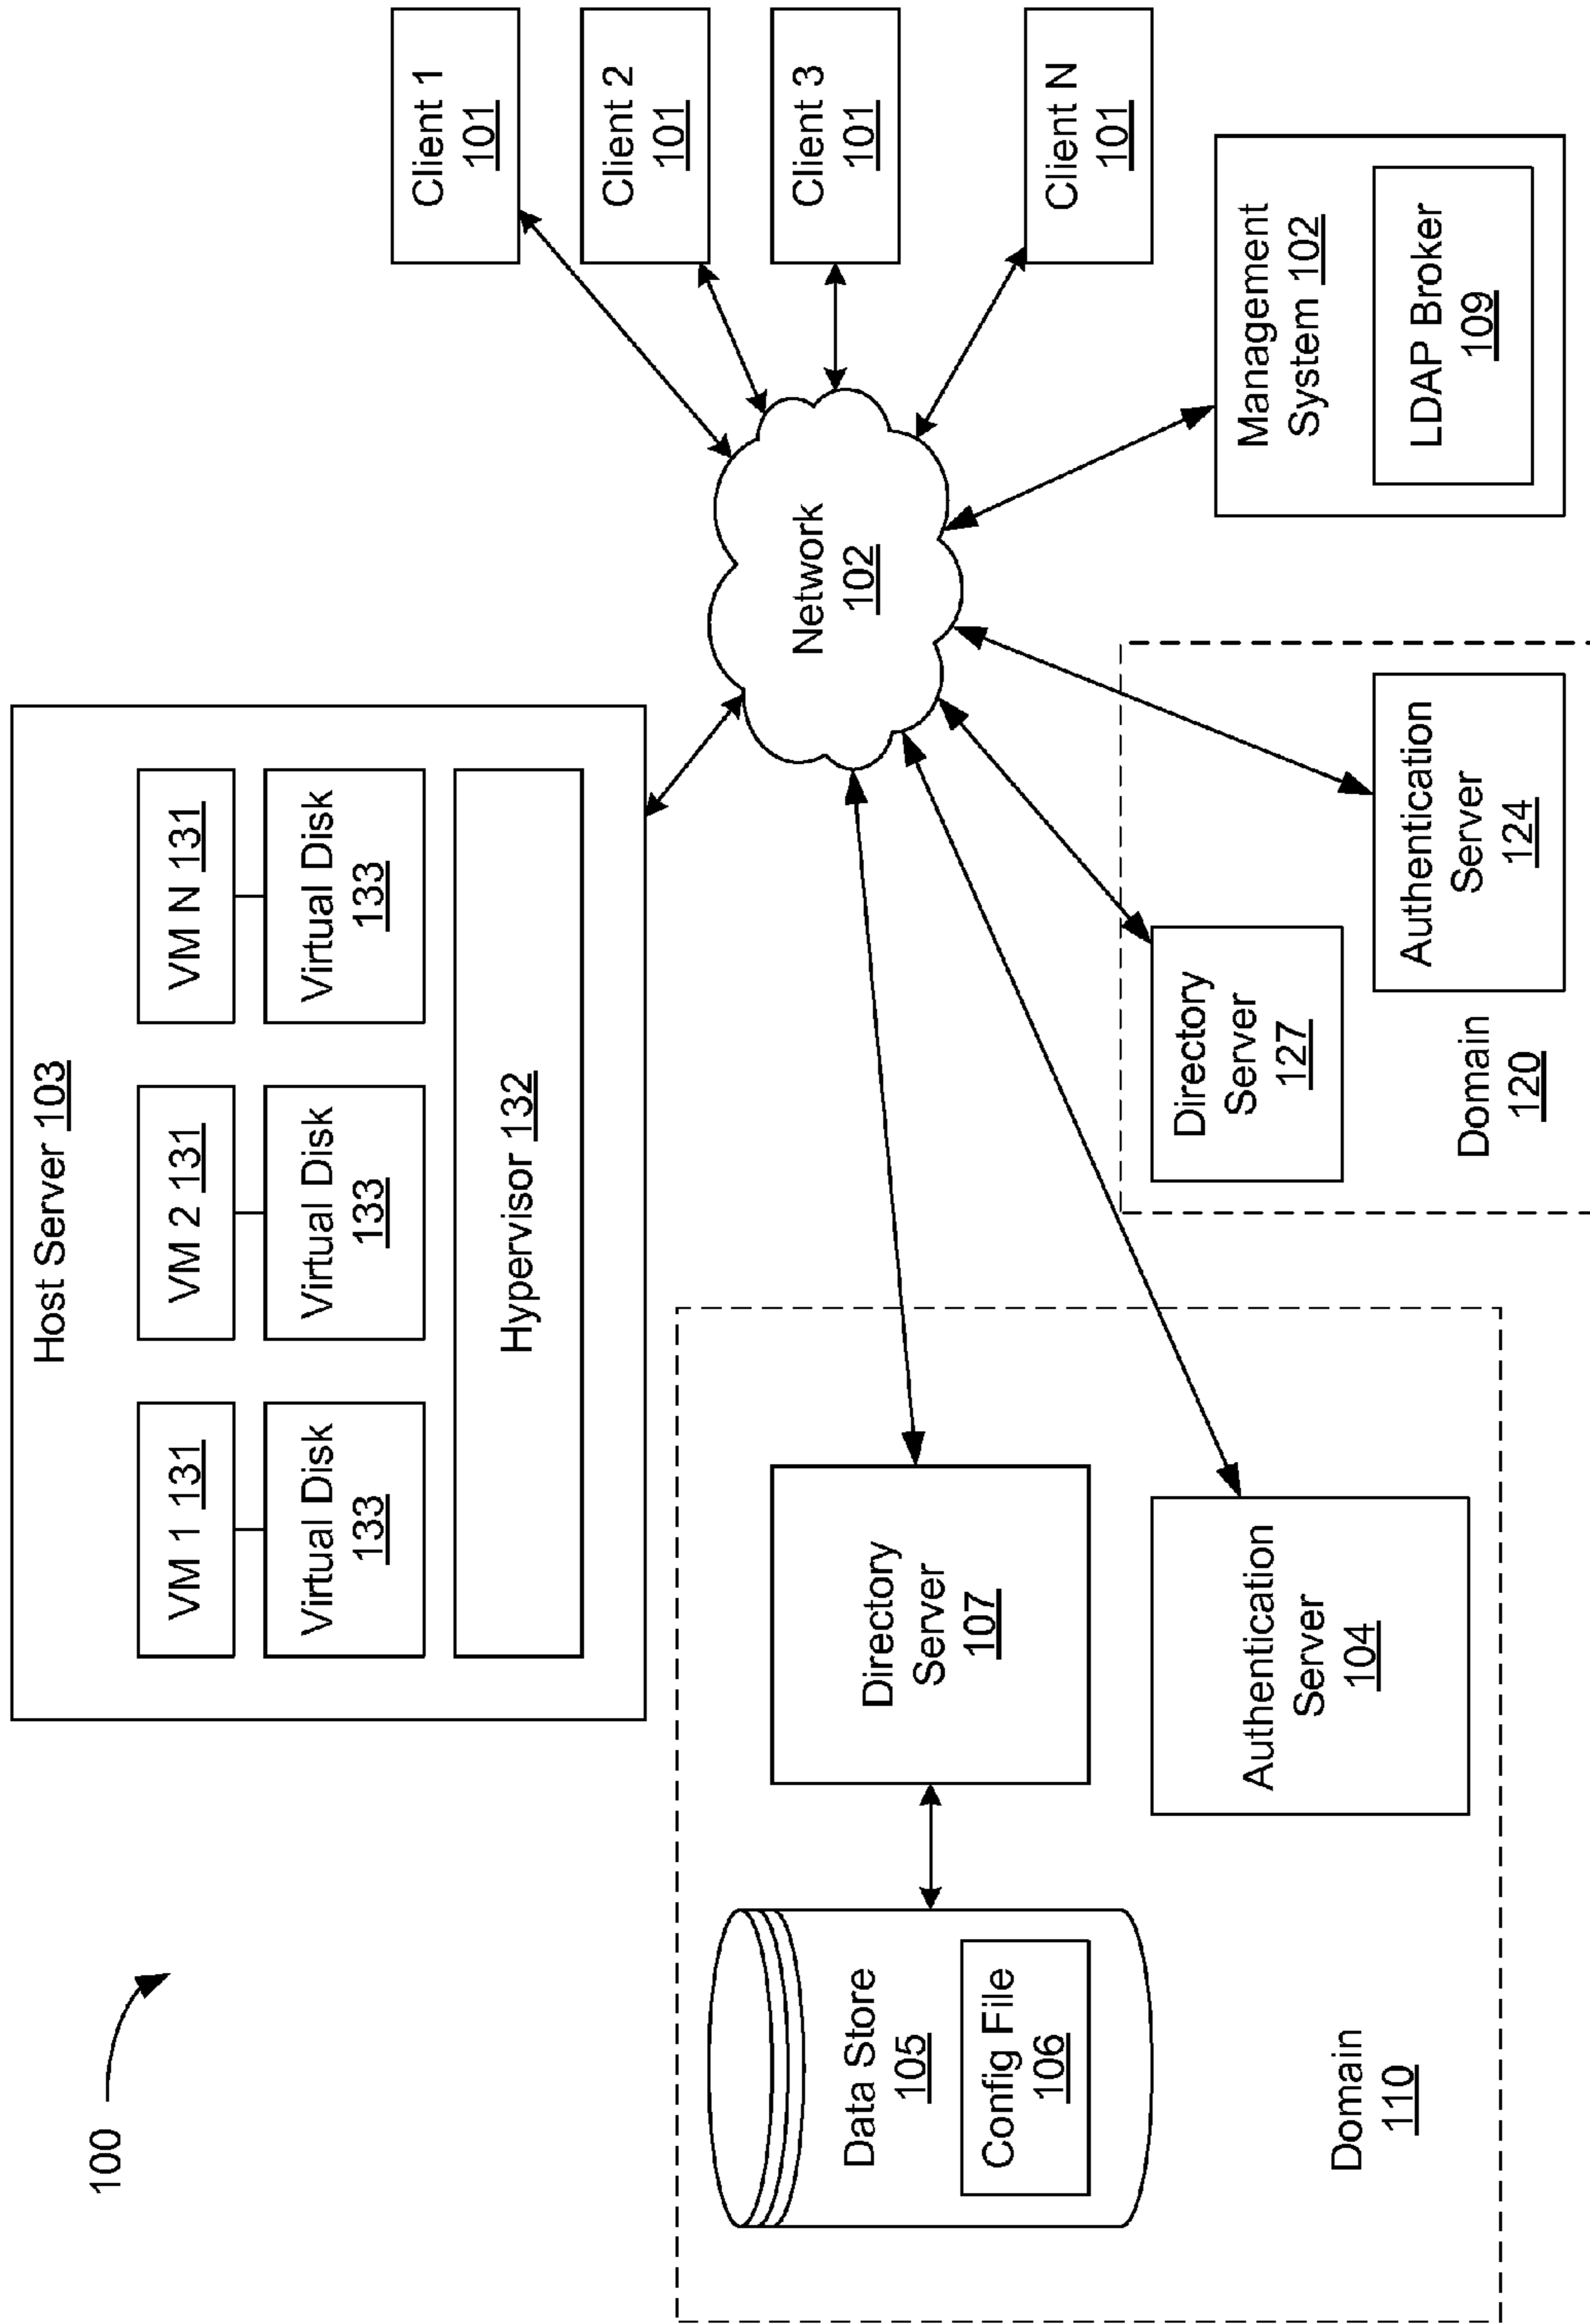 100
Host Server 103
VM 1 131
VM 2 131
VM N 131
Virtual Disk
133
Virtual Disk
133
Virtual Disk
133
Hypervisor 132
Client 1
101
Client 2
101
Client 3
101
Client N
101
Network
102
Data Store
105
Config File
106
Directory
Server
107
Authentication
Server
104
Domain
110
Directory
Server
127
Authentication
Server
124
Domain
120
Management
System 102
LDAP Broker
109